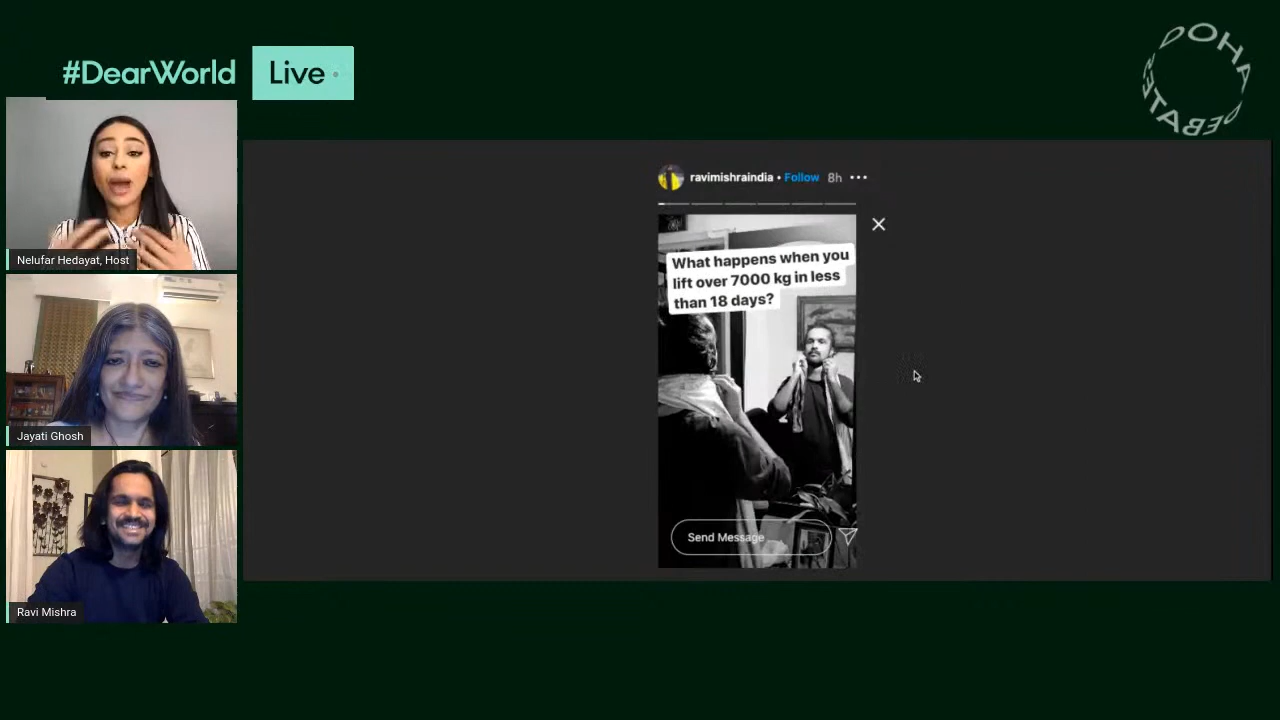 #DearWorld Live
DOHA DEBATES
Nelufar Hedayat, Host
Jayati Ghosh
Ravi Mishra
ravimishraindia • Follow 8h •••
What happens when you
lift over 7000 kg in less
than 18 days?
Send Message